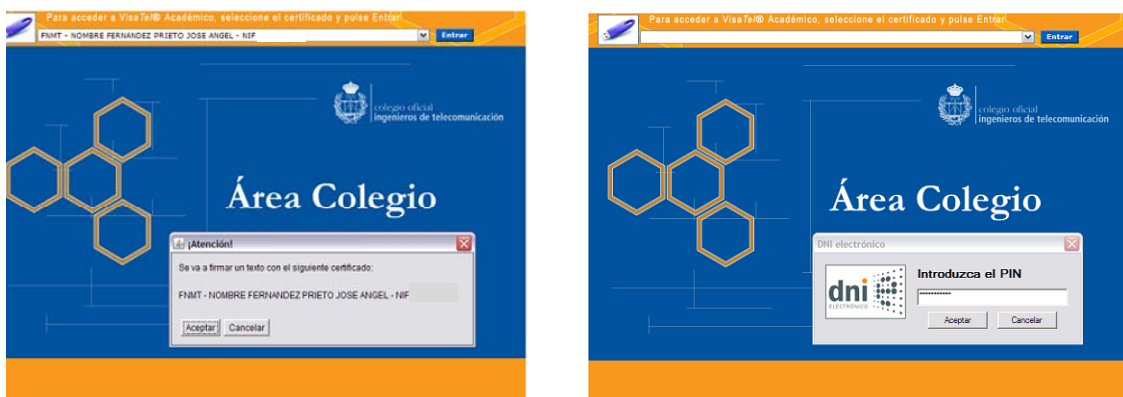 Para acceder a VisaTel® Académico, seleccione el certificado y pulse Entrar
FNMT - NOMBRE FERNANDEZ PRIETO JOSE ANGEL - NIF
Entrar
colegio oficial
ingenieros de telecomunicación
Área Colegio
¡Atención!
Se va a firmar un texto con el siguiente certificado:
FNMT - NOMBRE FERNANDEZ PRIETO JOSE ANGEL - NIF
Aceptar Cancelar
Para acceder a VisaTel® Académico, seleccione el certificado y pulse Entrar
Entrar
colegio oficial
ingenieros de telecomunicación
Área Colegio
DNI electrónico
dni
ELECTRÓNICO
Introduzca el PIN
Aceptar Cancelar